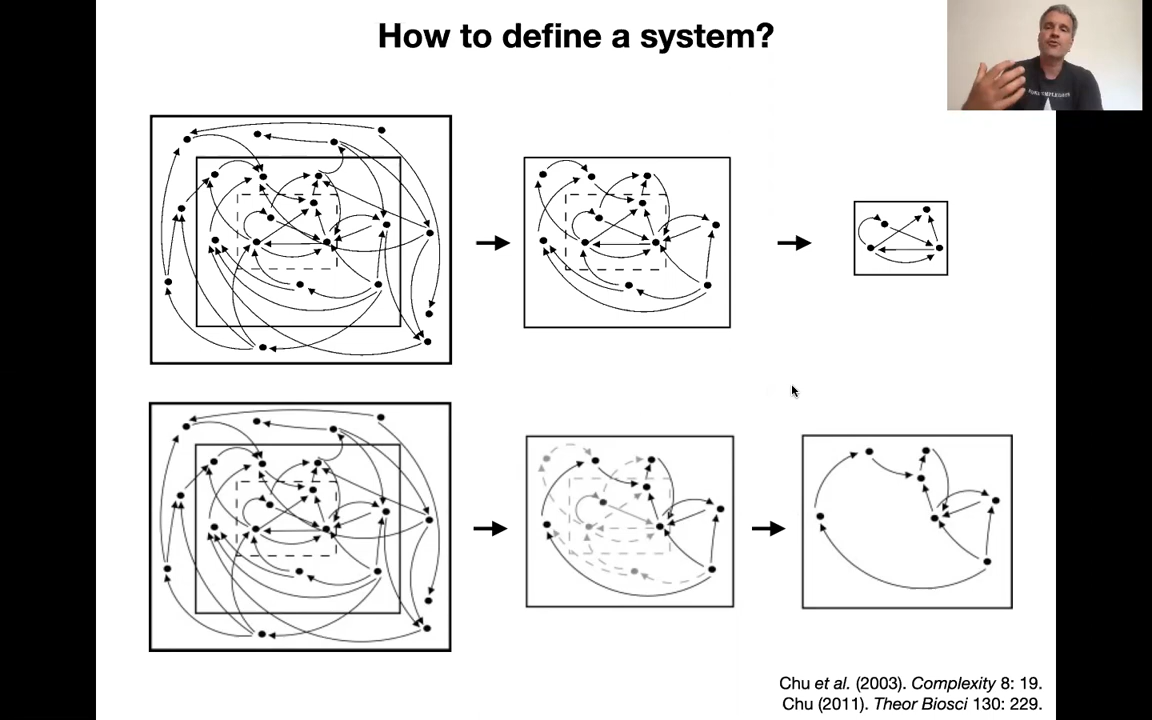 How to define a system?
Chu et al. (2003). Complexity 8: 19.
Chu (2011). Theor Biosci 130: 229.